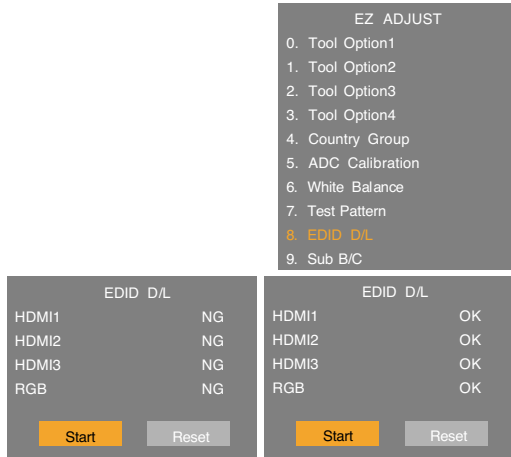 EZ ADJUST
0. Tool Option1
1. Tool Option2
2. Tool Option3
3. Tool Option4
4. Country Group
5. ADC Calibration
6. White Balance
7. Test Pattern
8. EDID D/L
9. Sub B/C
EDID D/L
HDMI1 NG
HDMI2 NG
HDMI3 NG
RGB NG
Start Reset
EDID D/L
HDMI1 OK
HDMI2 OK
HDMI3 OK
RGB OK
Start Reset